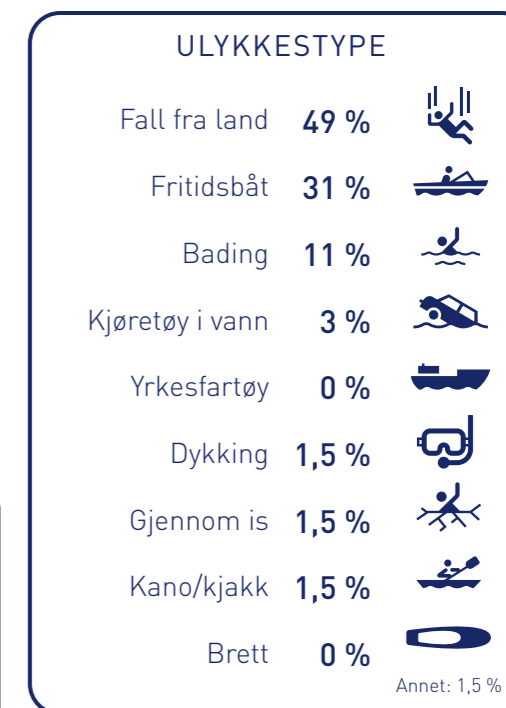 ULYKKESTYPE
Fall fra land 49 %
Fritidsbåt 31 %
Bading 11 %
Kjøretøy i vann 3 %
Yrkesfartøy 0 %
Dykking 1,5 %
Gjennom is 1,5 %
Kano/kjakk 1,5 %
Brett 0 %
Annet: 1,5 %